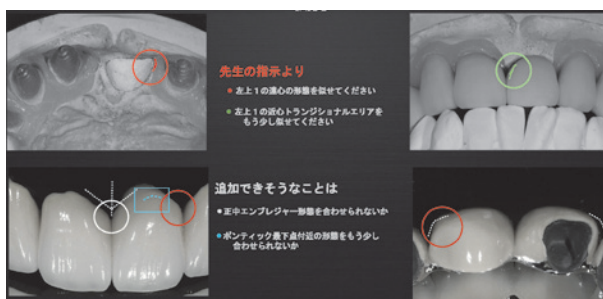 先生の指示より
左上1の遠心の形態を似せてください
左上1の近心トランジショナルエリアを
もう少し似せてください
追加できそうなことは
正中エンブレジャー形態を合わせられないか
ポンティック最下点付近の形態をもう少し
合わせられないか